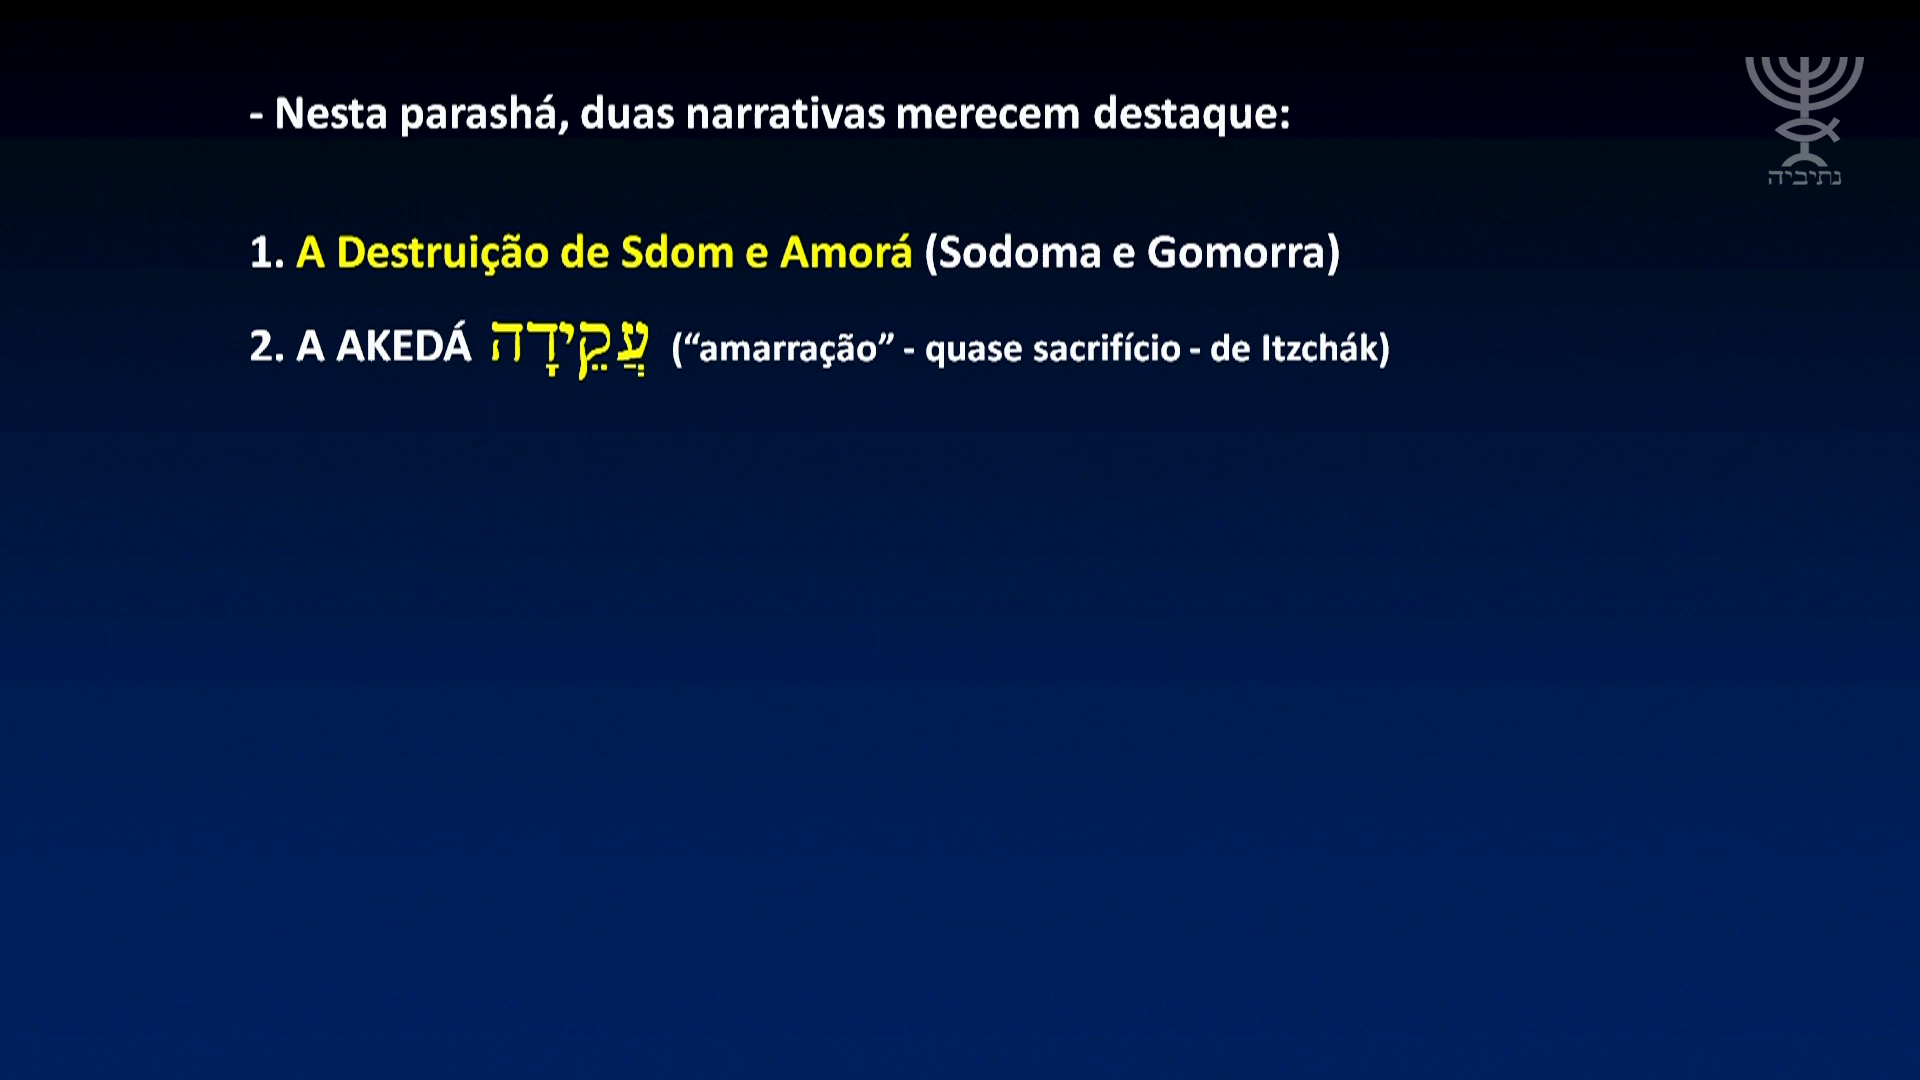 - Nesta parashá, duas narrativas merecem destaque:
נתיביה
1. A Destruição de Sdom e Amorá (Sodoma e Gomorra)
2. A AKEDÁ עֲקֵידָה (“amarração” - quase sacrifício - de Itzchák)